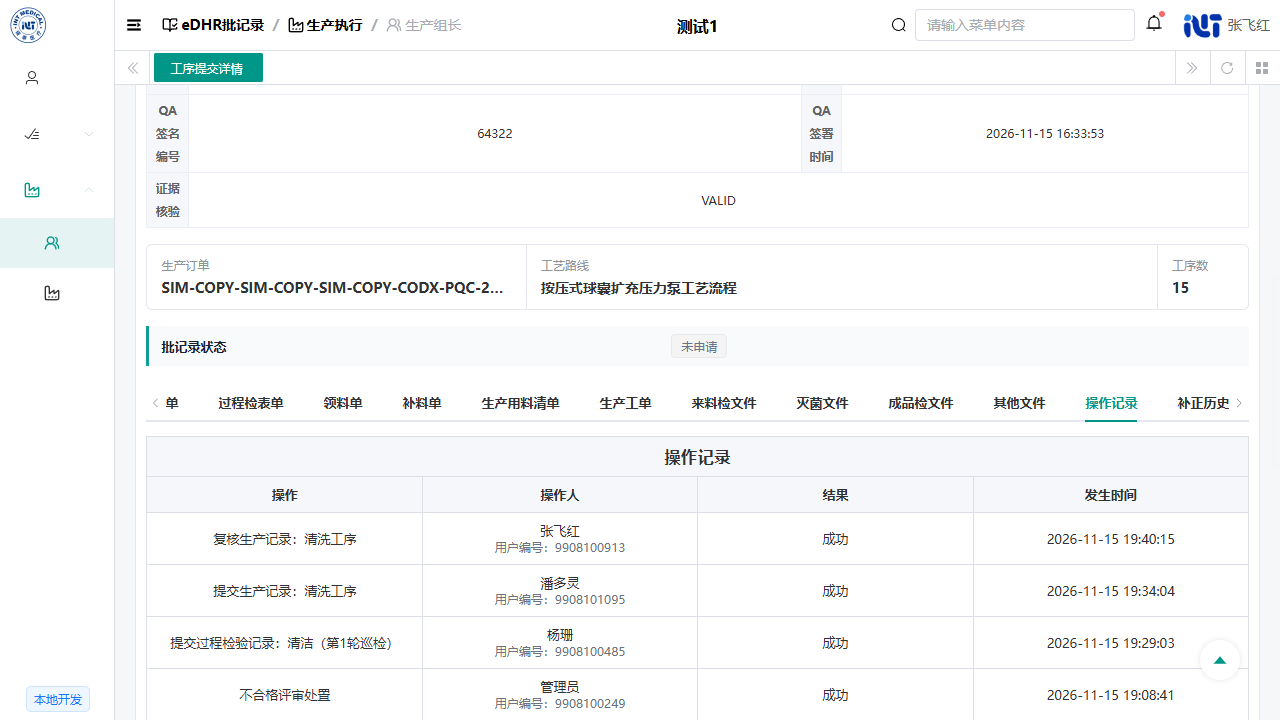 INT MEDICAL
eDHR批记录 / 生产执行 / 生产组长
测试1
请输入菜单内容
iNT
张飞红
工序提交详情
QA签名编号
64322
QA签署时间
2026-11-15 16:33:53
证据核验
VALID
生产订单
SIM-COPY-SIM-COPY-SIM-COPY-CODX-PQC-2...
工艺路线
按压式球囊扩充压力泵工艺流程
工序数
15
批记录状态
未申请
单 过程检表单 领料单 补料单 生产用料清单 生产工单 来料检文件 灭菌文件 成品检文件 其他文件 操作记录 补正历史
操作记录
操作 操作人 结果 发生时间
复核生产记录：清洗工序 张飞红 成功 2026-11-15 19:40:15
用户编号：9908100913
提交生产记录：清洗工序 潘多灵 成功 2026-11-15 19:34:04
用户编号：9908101095
提交过程检验记录：清洁（第1轮巡检） 杨珊 成功 2026-11-15 19:29:03
用户编号：9908100485
不合格评审处置 管理员 成功 2026-11-15 19:08:41
用户编号：9908100249
本地开发